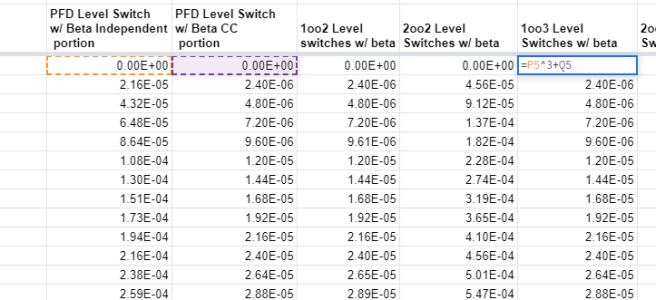 PFD Level Switch w/ Beta Independent portion PFD Level Switch w/ Beta CC portion 1oo2 Level switches w/ beta 2oo2 Level Switches w/ beta 1oo3 Level Switches w/ beta 2o Sw
0.00E+00 0.00E+00 0.00E+00 0.00E+00 =P5^3+Q5
2.16E-05 2.40E-06 2.40E-06 4.56E-05 2.40E-06
4.32E-05 4.80E-06 4.80E-06 9.12E-05 4.80E-06
6.48E-05 7.20E-06 7.20E-06 1.37E-04 7.20E-06
8.64E-05 9.60E-06 9.61E-06 1.82E-04 9.60E-06
1.08E-04 1.20E-05 1.20E-05 2.28E-04 1.20E-05
1.30E-04 1.44E-05 1.44E-05 2.74E-04 1.44E-05
1.51E-04 1.68E-05 1.68E-05 3.19E-04 1.68E-05
1.73E-04 1.92E-05 1.92E-05 3.65E-04 1.92E-05
1.94E-04 2.16E-05 2.16E-05 4.10E-04 2.16E-05
2.16E-04 2.40E-05 2.40E-05 4.56E-04 2.40E-05
2.38E-04 2.64E-05 2.65E-05 5.01E-04 2.64E-05
2.59E-04 2.88E-05 2.89E-05 5.47E-04 2.88E-05